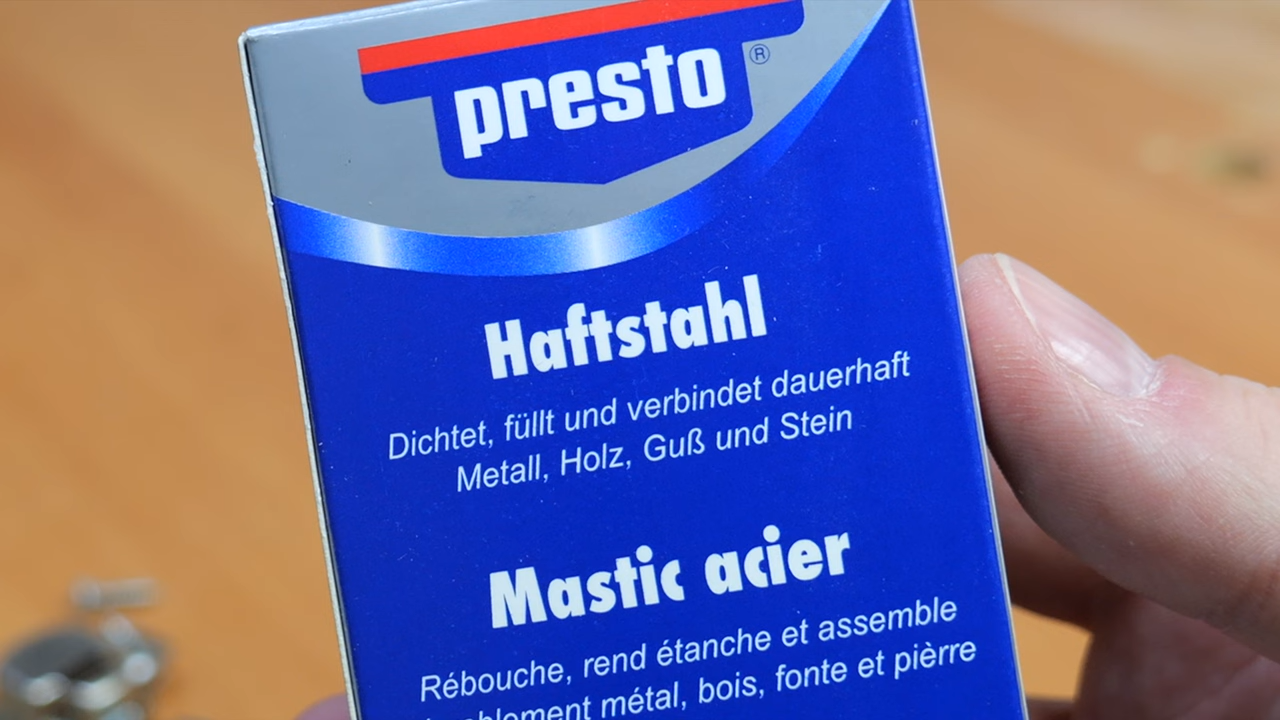 presto®
Haftstahl
Dichtet, füllt und verbindet dauerhaft
Metall, Holz, Guß und Stein
Mastic acier
Rébouche, rend étanche et assemble
métal, bois, fonte et pièrre